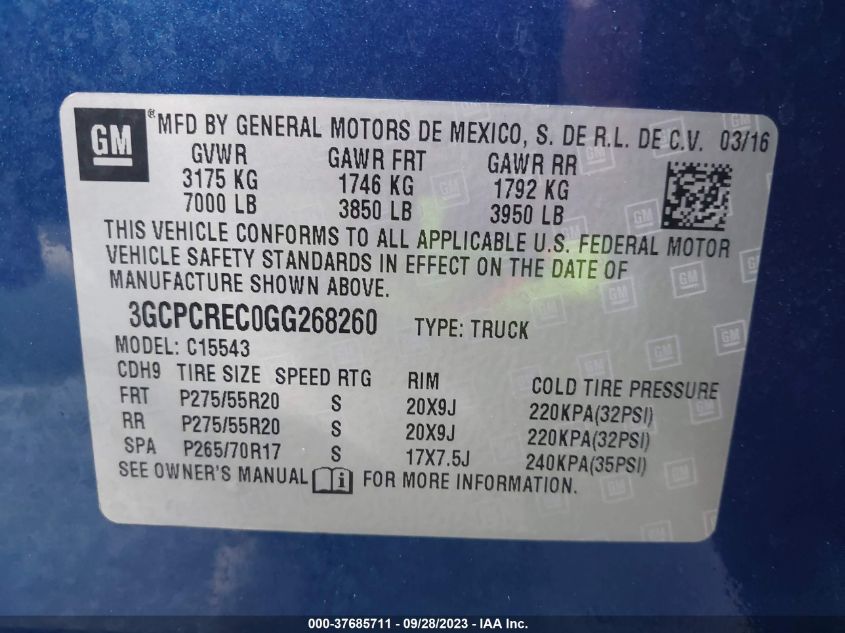 GM ® MFD BY GENERAL MOTORS DE MEXICO, S. DE R.L. DE C.V. 03/16
GVWR GAWR FRT GAWR RR
3175 KG 1746 KG 1792 KG
7000 LB 3850 LB 3950 LB
THIS VEHICLE CONFORMS TO ALL APPLICABLE U.S. FEDERAL MOTOR
VEHICLE SAFETY STANDARDS IN EFFECT ON THE DATE OF
MANUFACTURE SHOWN ABOVE.
3GCPCREC0GG268260 TYPE: TRUCK
MODEL: C15543
CDH9 TIRE SIZE SPEED RTG RIM COLD TIRE PRESSURE
FRT P275/55R20 S 20X9J 220KPA(32PSI)
RR P275/55R20 S 20X9J 220KPA(32PSI)
SPA P265/70R17 S 17X7.5J 240KPA(35PSI)
SEE OWNER'S MANUAL i FOR MORE INFORMATION.
000-37685711 - 09/28/2023 - IAA Inc.